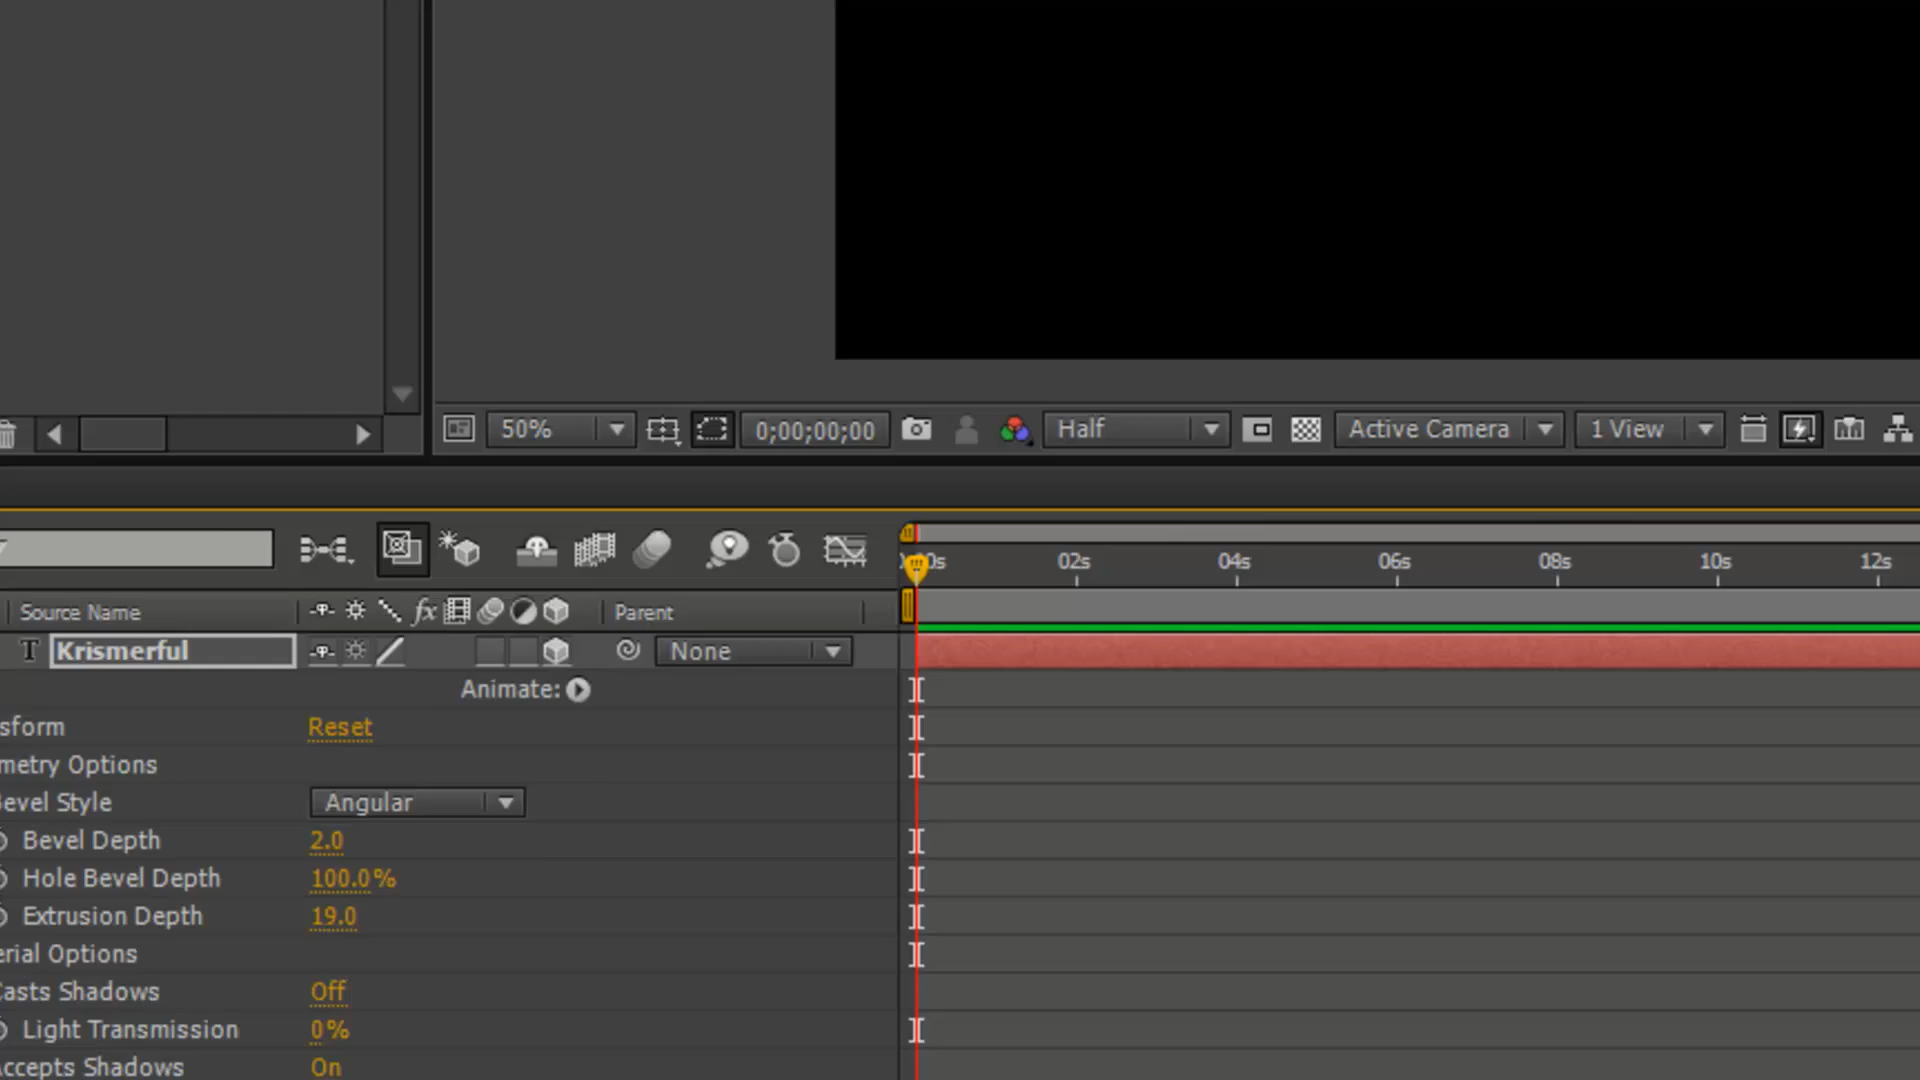 50%
0;00;00;00
Half
Active Camera
1 View
02s
04s
06s
08s
10s
12s
Source Name
fx
Parent
T
Krismerful
None
Animate:
sform
Reset
metry Options
Bevel Style
Angular
Bevel Depth
2.0
Hole Bevel Depth
100.0%
Extrusion Depth
19.0
erial Options
Casts Shadows
Off
Light Transmission
0%
Accepts Shadows
On